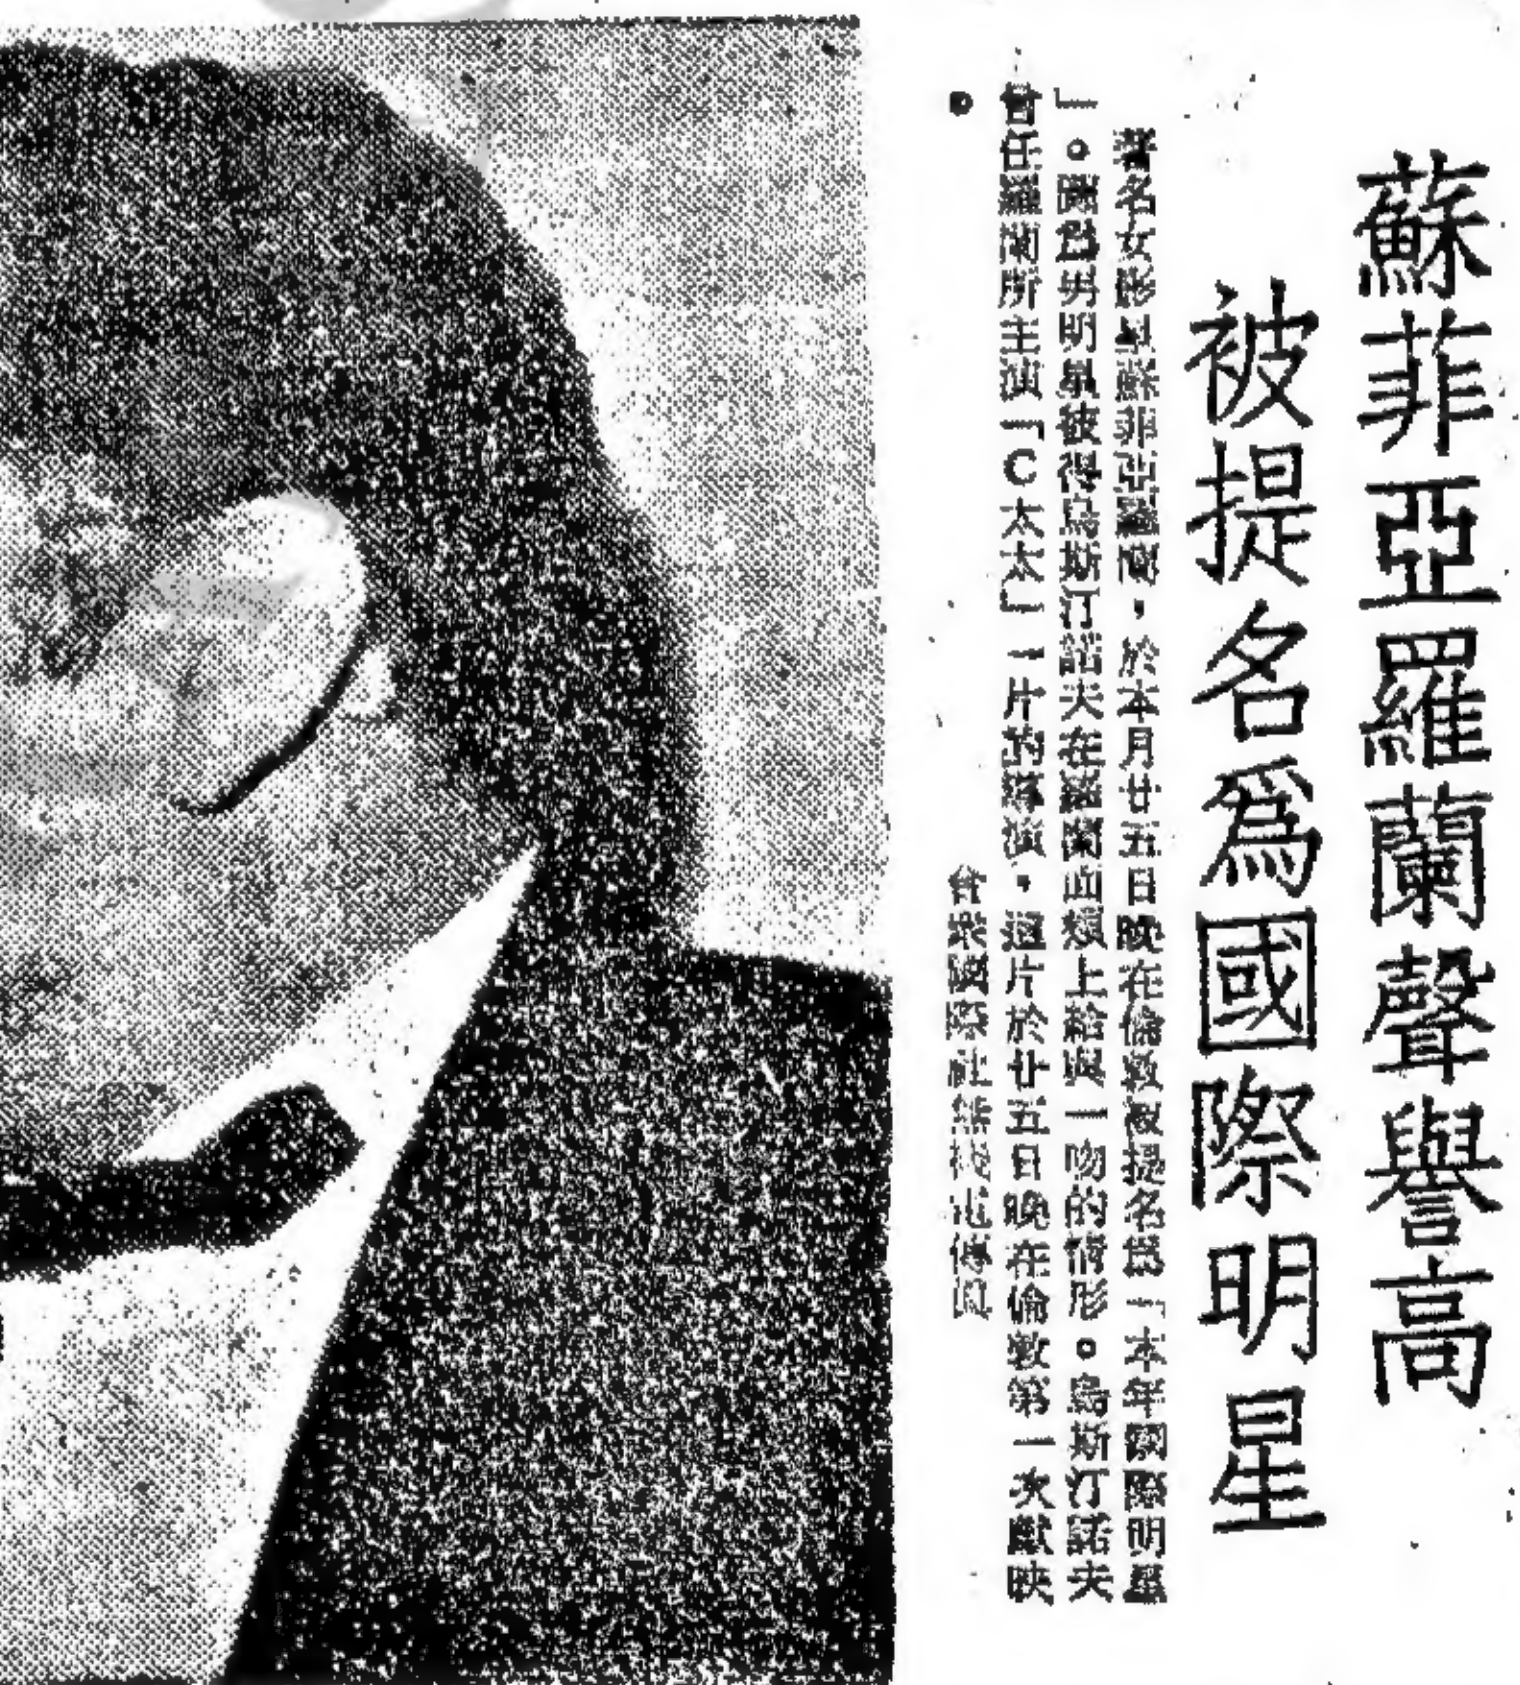 蘇菲亞羅蘭聲譽高
被提名爲國際明星
著名女影星蘇菲亞羅蘭，於本月廿五日晚在倫敦被提名爲「本年國際明星
」。圖爲男明星彼得烏斯汀諾夫在羅蘭面頰上給與一吻的情形。烏斯汀諾夫
曾任羅蘭所主演「C太太」一片的導演，這片於廿五日晚在倫敦第一次獻映
。
合眾國際社無線電傳真